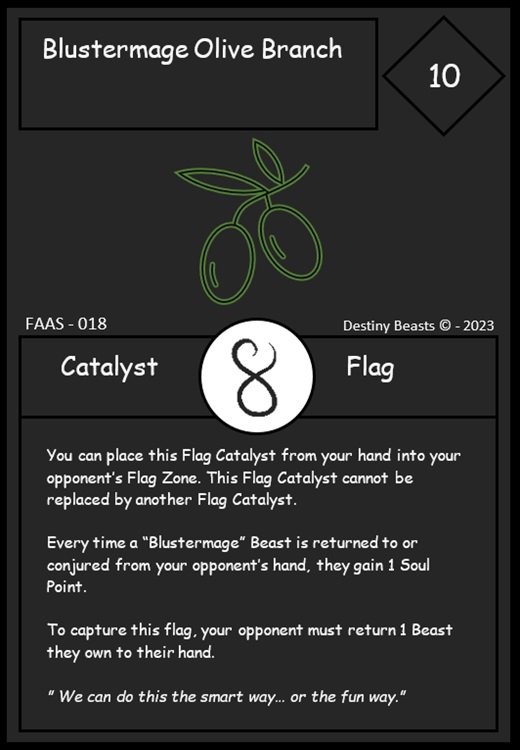 Blustermage Olive Branch
10
FAAS - 018
Destiny Beasts © - 2023
Catalyst
Flag
You can place this Flag Catalyst from your hand into your
opponent's Flag Zone. This Flag Catalyst cannot be
replaced by another Flag Catalyst.
Every time a “Blustermage” Beast is returned to or
conjured from your opponent's hand, they gain 1 Soul
Point.
To capture this flag, your opponent must return 1 Beast
they own to their hand.
” We can do this the smart way… or the fun way.”